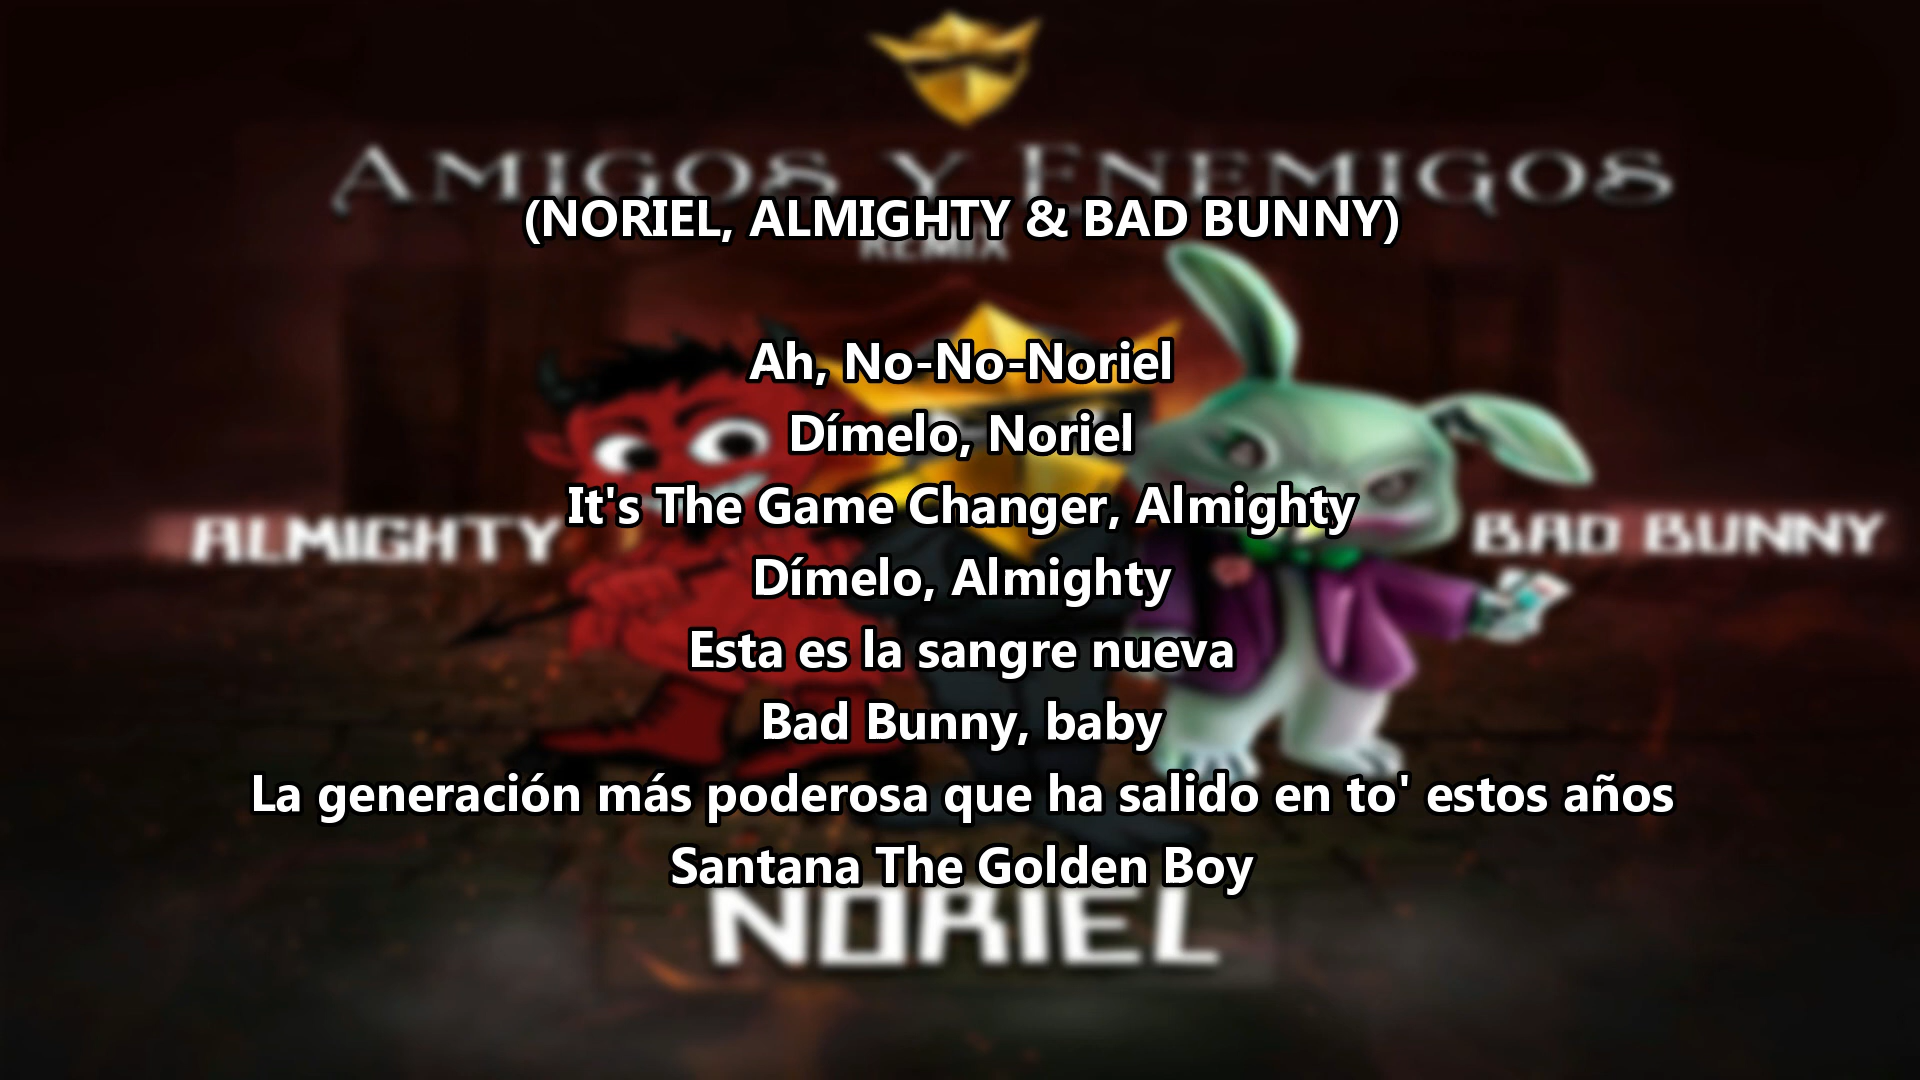 AMIGOS Y ENEMIGOS
(NORIEL, ALMIGHTY & BAD BUNNY)
REMIX
Ah, No-No-Noriel
Dímelo, Noriel
It's The Game Changer, Almighty
ALMIGHTY
BAD BUNNY
Dímelo, Almighty
Esta es la sangre nueva
Bad Bunny, baby
La generación más poderosa que ha salido en to' estos años
Santana The Golden Boy
NORIEL